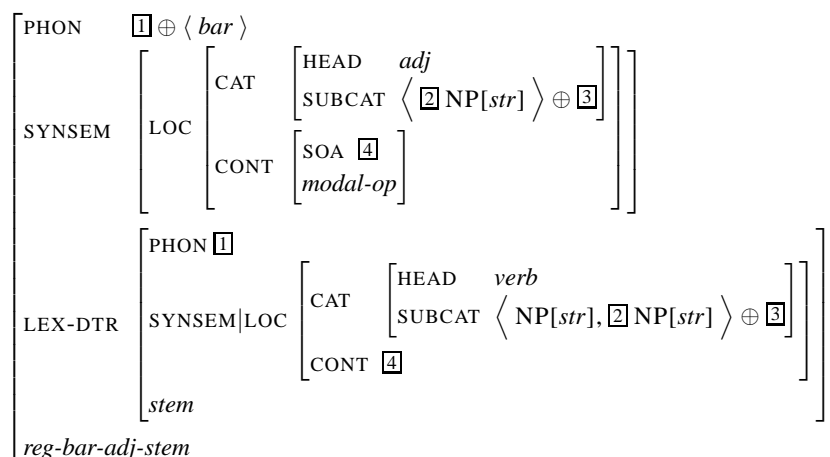 PHON 1 ⊕ ⟨ bar ⟩
SYNSEM LOC CAT HEAD adj
SUBCAT ⟨ 2 NP[str] ⟩ ⊕ 3
CONT SOA 4
modal-op
LEX-DTR PHON 1
SYNSEM|LOC CAT HEAD verb
SUBCAT ⟨ NP[str], 2 NP[str] ⟩ ⊕ 3
CONT 4
stem
reg-bar-adj-stem